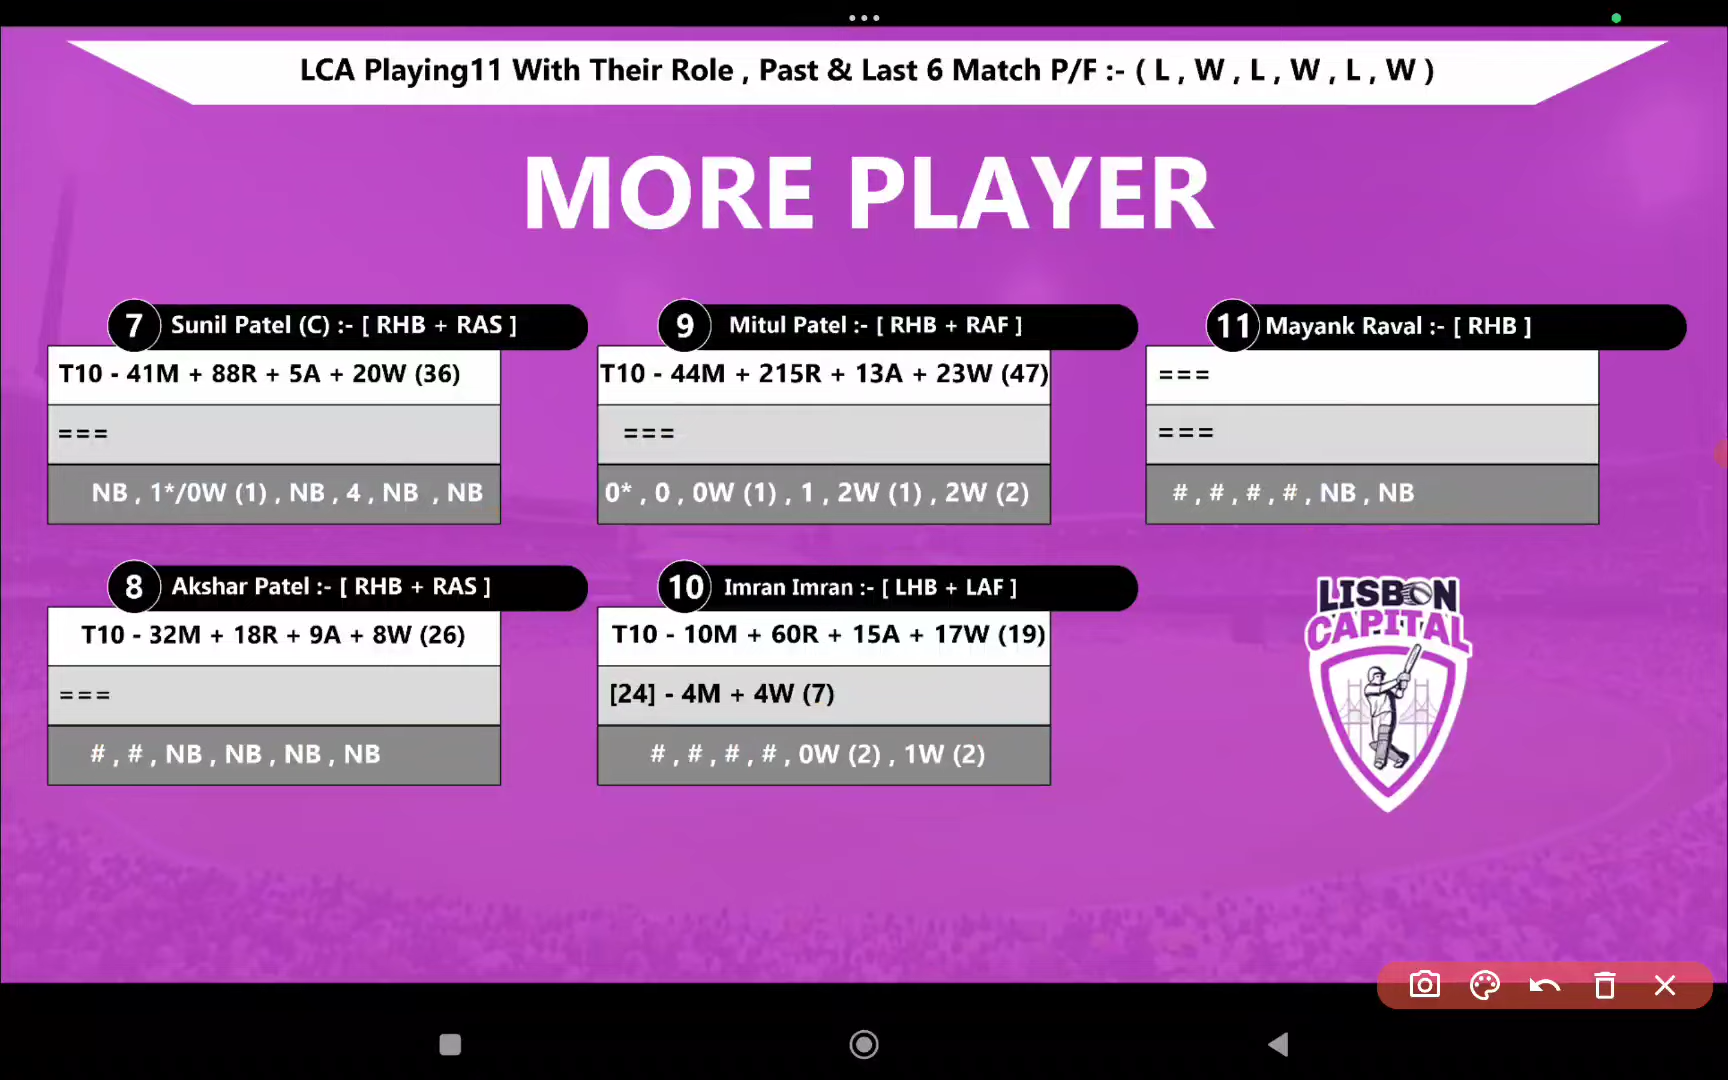 LCA Playing11 With Their Role , Past & Last 6 Match P/F :- ( L , W , L , W , L , W )
MORE PLAYER
7 Sunil Patel (C) :- [ RHB + RAS ]
T10 - 41M + 88R + 5A + 20W (36)
===
NB , 1*/0W (1) , NB , 4 , NB , NB
9 Mitul Patel :- [ RHB + RAF ]
T10 - 44M + 215R + 13A + 23W (47)
===
0* , 0 , 0W (1) , 1 , 2W (1) , 2W (2)
11 Mayank Raval :- [ RHB ]
===
===
# , # , # , # , NB , NB
8 Akshar Patel :- [ RHB + RAS ]
T10 - 32M + 18R + 9A + 8W (26)
===
# , # , NB , NB , NB , NB
10 Imran Imran :- [ LHB + LAF ]
T10 - 10M + 60R + 15A + 17W (19)
[24] - 4M + 4W (7)
# , # , # , # , 0W (2) , 1W (2)
LISBON
CAPITAL